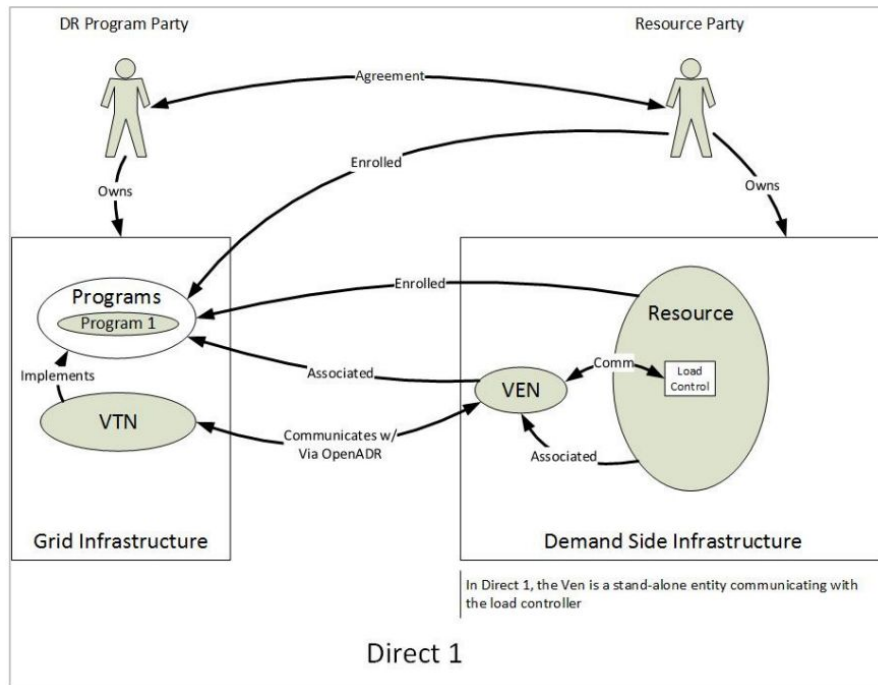 DR Program Party
Resource Party
Agreement
Enrolled
Owns
Owns
Programs
Program 1
Enrolled
Resource
Implements
Associated
VEN
Comm
Load
Control
VTN
Communicates w/
Via OpenADR
Associated
Grid Infrastructure
Demand Side Infrastructure
In Direct 1, the Ven is a stand-alone entity communicating with
the load controller
Direct 1